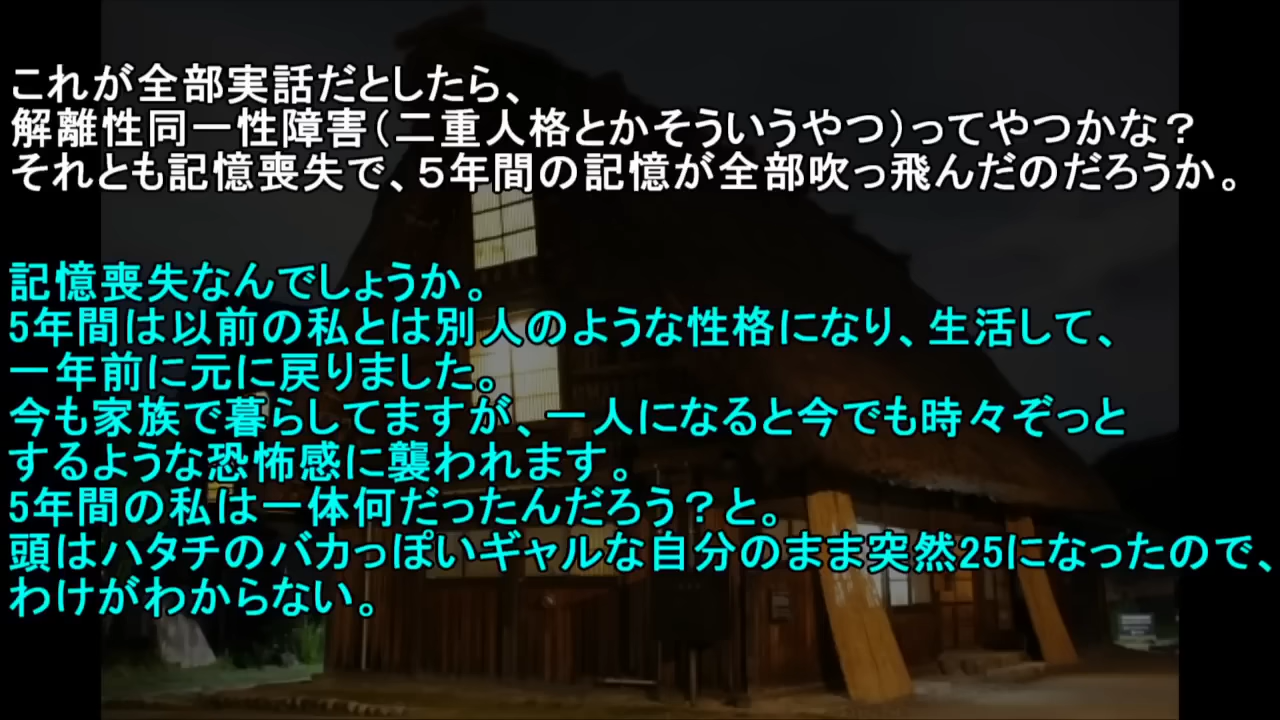 これが全部実話だとしたら、
解離性同一性障害（二重人格とかそういうやつ）ってやつかな？
それとも記憶喪失で、５年間の記憶が全部吹っ飛んだのだろうか。
記憶喪失なんでしょうか。
5年間は以前の私とは別人のような性格になり、生活して、
一年前に元に戻りました。
今も家族で暮らしてますが、一人になると今でも時々ぞっと
するような恐怖感に襲われます。
5年間の私は一体何だったんだろう？と。
頭はハタチのバカっぽいギャルな自分のまま突然25になったので、
わけがわからない。